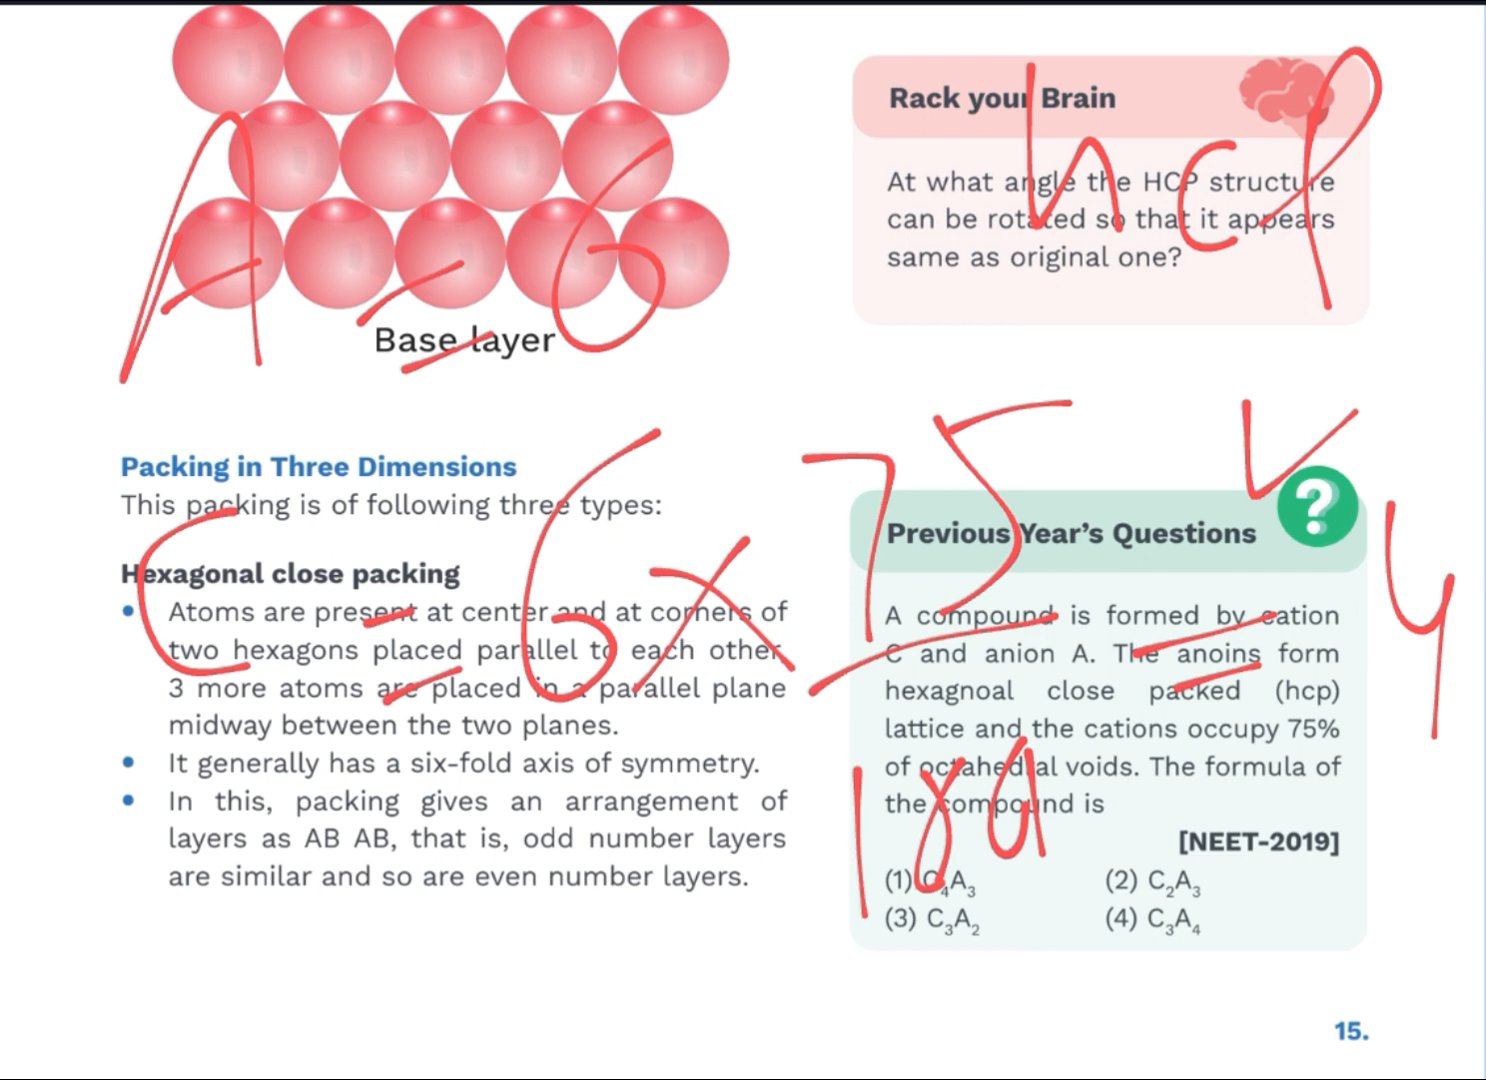 Base layer
Packing in Three Dimensions
This packing is of following three types:
Hexagonal close packing
• Atoms are present at center and at corners of
two hexagons placed parallel to each other,
3 more atoms are placed in a parallel plane
midway between the two planes.
• It generally has a six-fold axis of symmetry.
• In this, packing gives an arrangement of
layers as AB AB, that is, odd number layers
are similar and so are even number layers.
Rack your Brain
At what angle the HCP structure
can be rotated so that it appears
same as original one?
Previous Year's Questions
?
A compound is formed by cation
C and anion A. The anoins form
hexagnoal close packed (hcp)
lattice and the cations occupy 75%
of octahedral voids. The formula of
the compound is
[NEET-2019]
(1) C₄A₃ (2) C₂A₃
(3) C₃A₂ (4) C₃A₄
15.
A = 6
hcp
C = 6 x 75
4